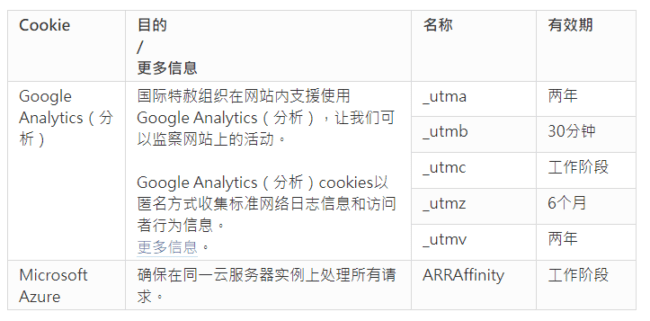 Cookie
目的
/
更多信息
名称
有效期
Google
Analytics（分
析）
国际特赦组织在网站内支援使用
Google Analytics（分析），让我们可
以监察网站上的活动。
Google Analytics（分析）cookies以
匿名方式收集标准网络日志信息和访问
者行为信息。
更多信息。
_utma
两年
_utmb
30分钟
_utmc
工作阶段
_utmz
6个月
_utmv
两年
Microsoft
Azure
确保在同一云服务器实例上处理所有请
求。
ARRAffinity
工作阶段